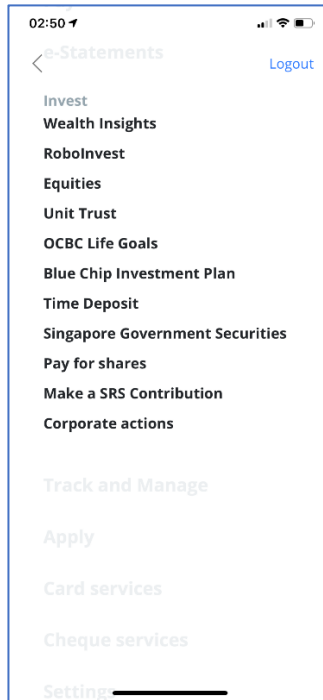 02:50
e-Statements
Logout
Invest
Wealth Insights
RoboInvest
Equities
Unit Trust
OCBC Life Goals
Blue Chip Investment Plan
Time Deposit
Singapore Government Securities
Pay for shares
Make a SRS Contribution
Corporate actions
Track and Manage
Apply
Card services
Cheque services
Settings